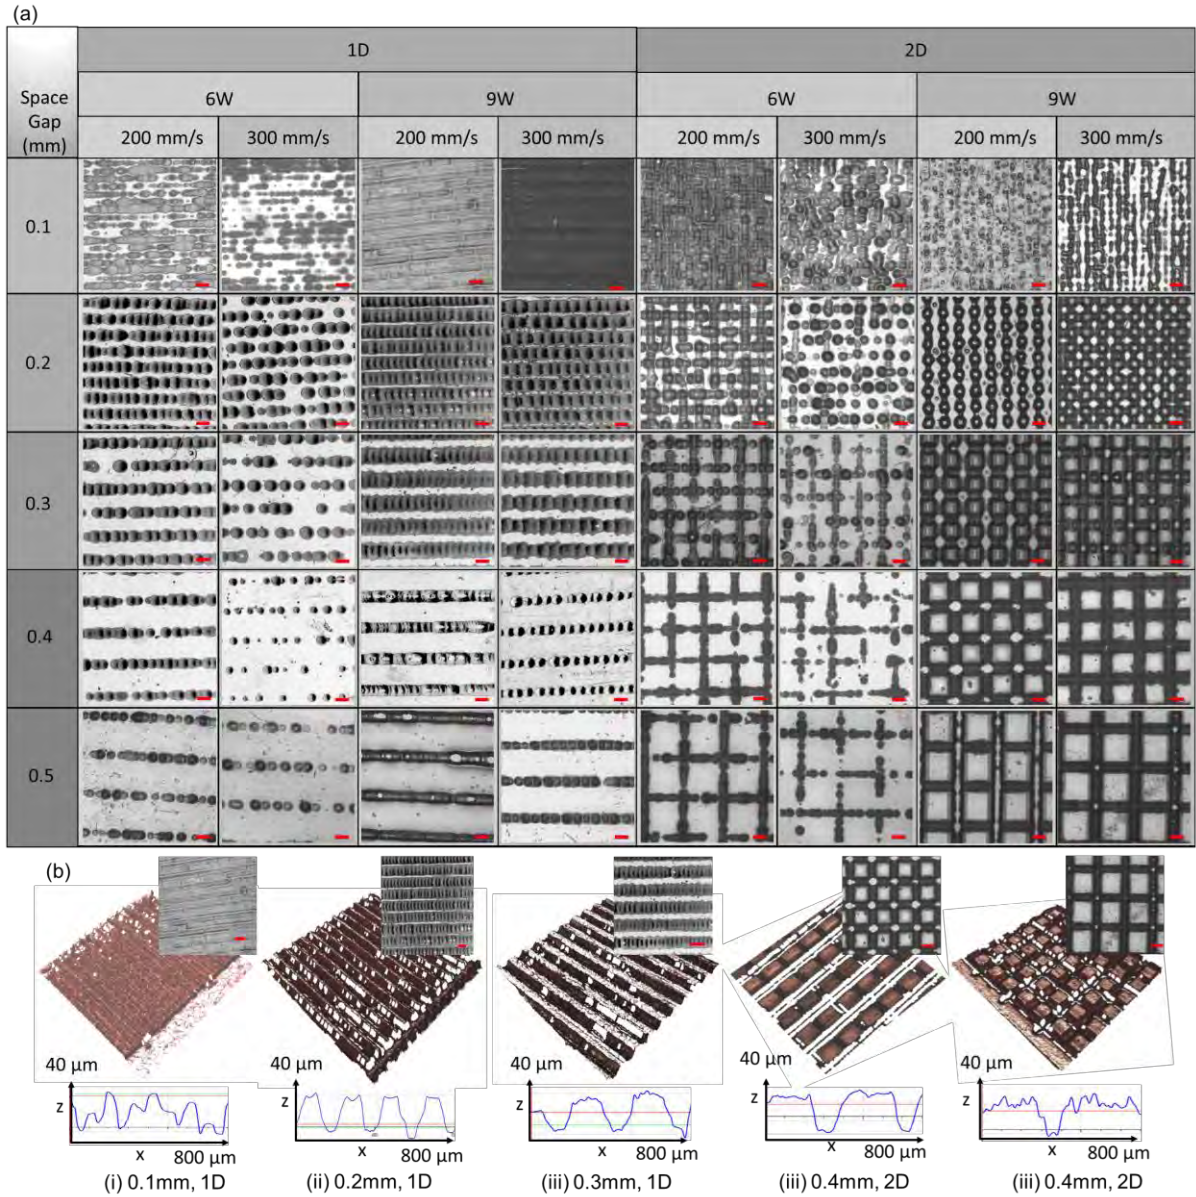 (a)
1D
2D
Space
Gap
(mm)
6W
9W
6W
9W
200 mm/s
300 mm/s
200 mm/s
300 mm/s
200 mm/s
300 mm/s
200 mm/s
300 mm/s
0.1
0.2
0.3
0.4
0.5
(b)
40 µm
40 µm
40 µm
40 µm
40 µm
z
z
z
z
z
x
800 µm
x
800 µm
x
800 µm
x
800 µm
x
800 µm
(i) 0.1mm, 1D
(ii) 0.2mm, 1D
(iii) 0.3mm, 1D
(iii) 0.4mm, 2D
(iii) 0.4mm, 2D